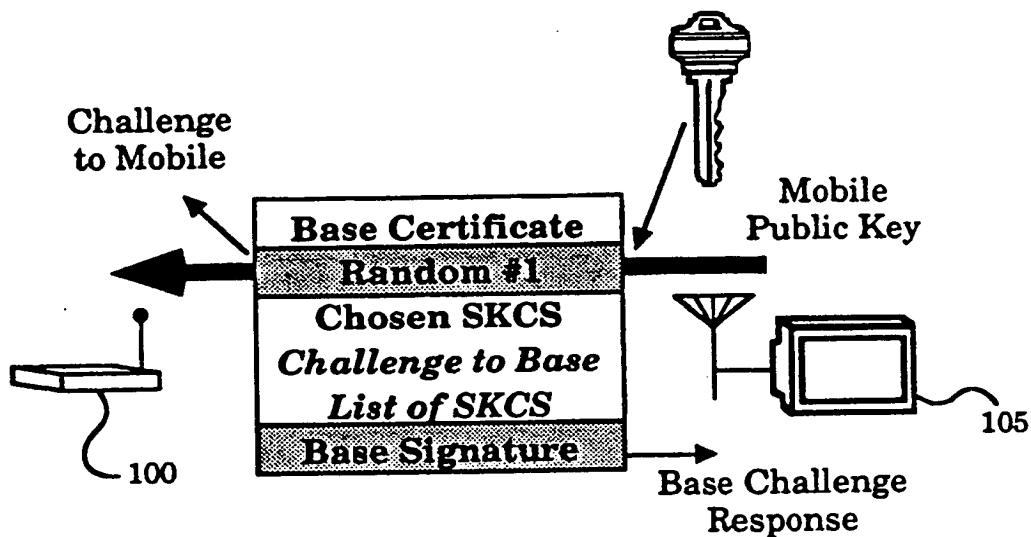 Challenge
to Mobile
Mobile
Public Key
Base Certificate
Random #1
Chosen SKCS
Challenge to Base
List of SKCS
Base Signature
100
105
Base Challenge
Response